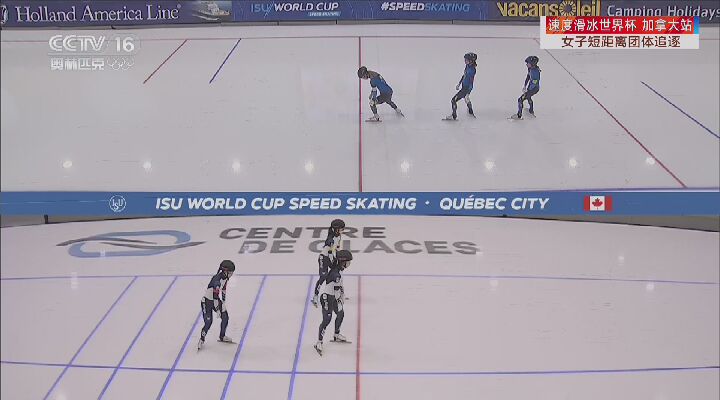 Holland America Line
ISU WORLD CUP SPEED SKATING
#SPEEDSKATING
Vacansoleil
Camping Holidays
CCTV 16
奥林匹克
速度滑冰世界杯 加拿大站
女子短距离团体追逐
ISU WORLD CUP SPEED SKATING · QUÉBEC CITY
CENTRE
DE GLACES